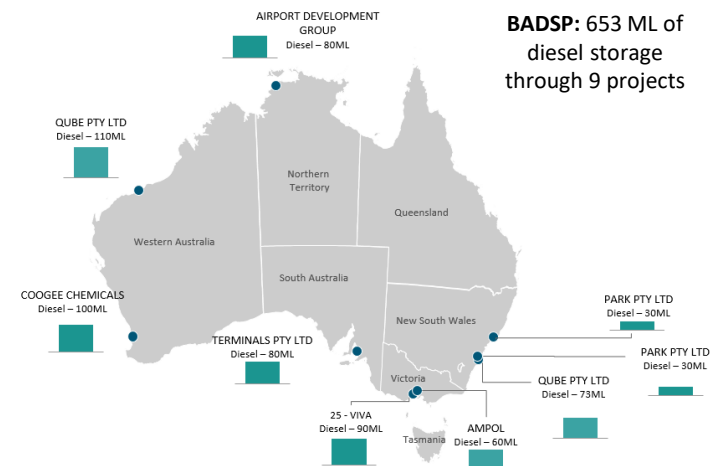 AIRPORT DEVELOPMENT
GROUP
Diesel – 80ML
BADSP: 653 ML of
diesel storage
through 9 projects
QUBE PTY LTD
Diesel – 110ML
Northern
Territory
Queensland
Western Australia
South Australia
COOGEE CHEMICALS
Diesel – 100ML
New South Wales
PARK PTY LTD
Diesel – 30ML
TERMINALS PTY LTD
Diesel – 80ML
PARK PTY LTD
Diesel – 30ML
Victoria
QUBE PTY LTD
Diesel – 73ML
25 - VIVA
Diesel – 90ML
AMPOL
Diesel – 60ML
Tasmania